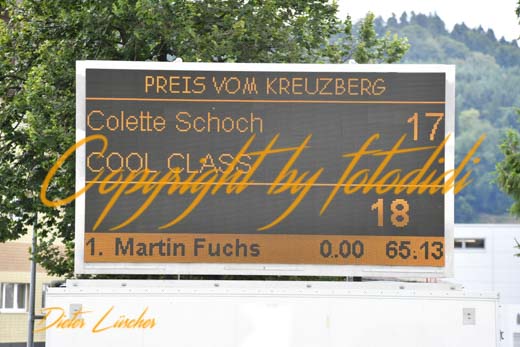 PREIS VOM KREUZBERG
Colette Schoch 17
COOL CLASS
Copyright by fotodidi
18
1. Martin Fuchs 0.00 65.13
Dieter Lüscher